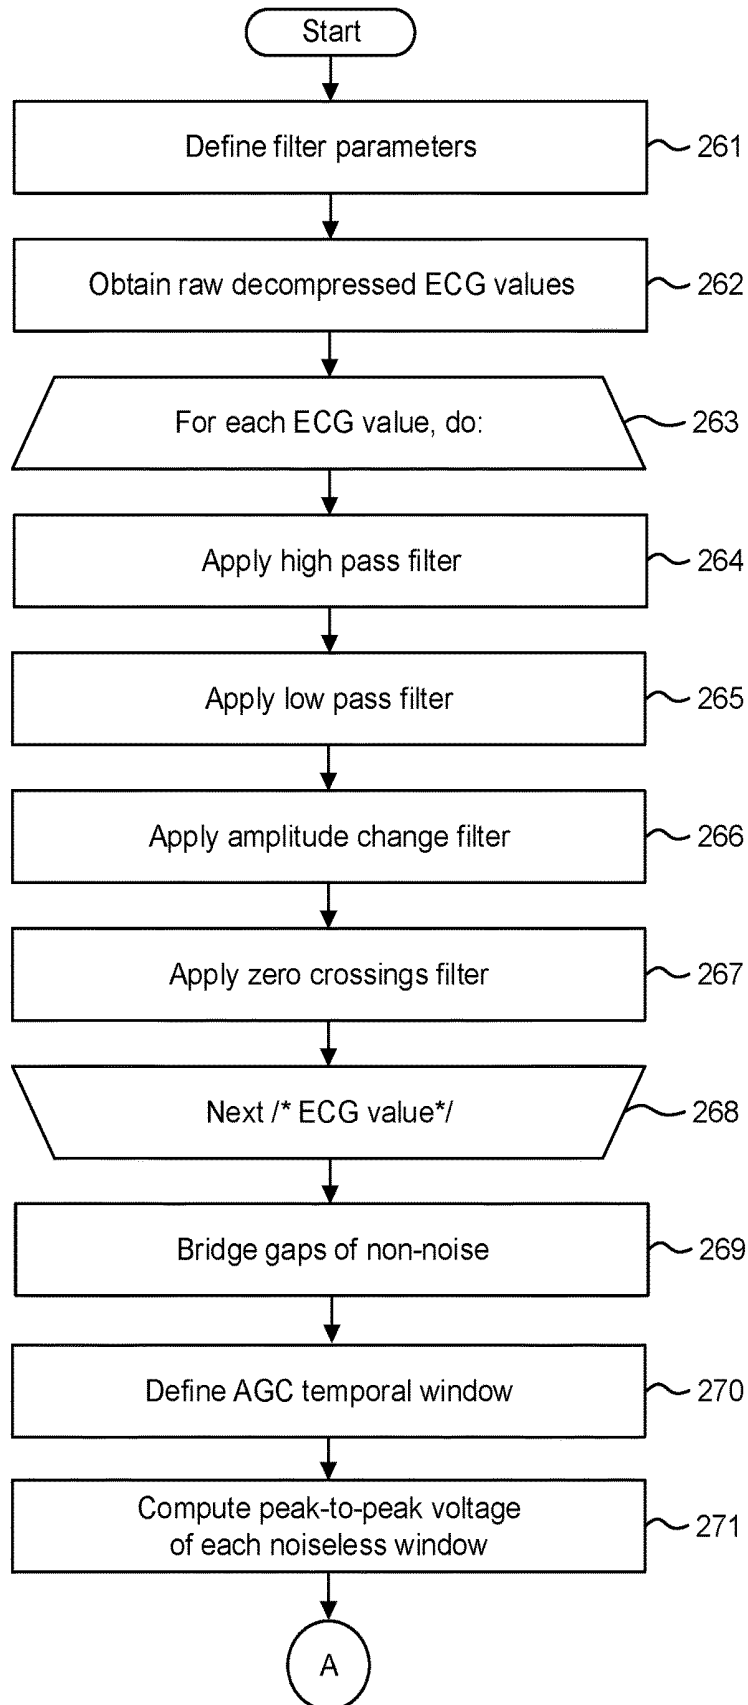 Start
Define filter parameters
261
Obtain raw decompressed ECG values
262
For each ECG value, do:
263
Apply high pass filter
264
Apply low pass filter
265
Apply amplitude change filter
266
Apply zero crossings filter
267
Next /* ECG value*/
268
Bridge gaps of non-noise
269
Define AGC temporal window
270
Compute peak-to-peak voltage
of each noiseless window
271
A